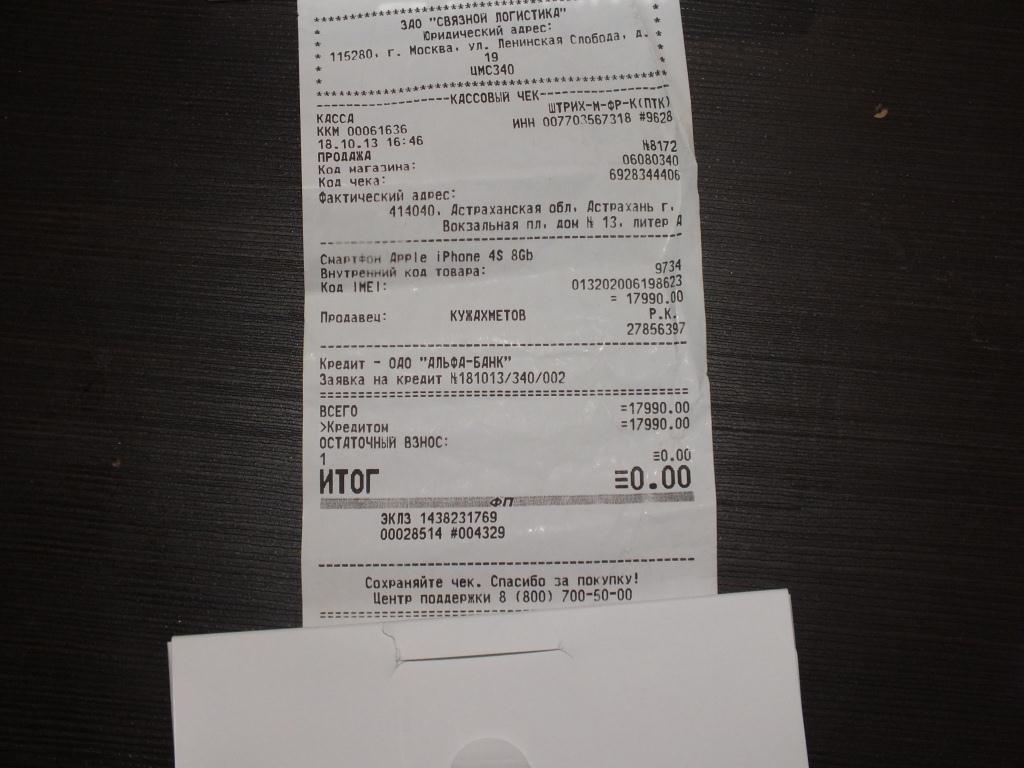 ЗАО "СВЯЗНОЙ ЛОГИСТИКА"
Юридический адрес:
115280, г. Москва, ул. Ленинская Слобода, д.
19
ЦМС340
КАССОВЫЙ ЧЕК
КАССА ШТРИХ-М-ФР-К(ПТК)
ККМ 00061636 ИНН 007703567318 #9628
18.10.13 16:46
ПРОДАЖА №8172
Код магазина: 06080340
Код чека: 6928344406
Фактический адрес:
414040, Астраханская обл, Астрахань г,
Вокзальная пл, дом № 13, литер А
Смартфон Apple iPhone 4S 8Gb
Внутренний код товара: 9734
Код IMEI: 013202006198623
= 17990.00
Продавец: КУЖАХМЕТОВ Р.К.
27856397
Кредит - ОАО "АЛЬФА-БАНК"
Заявка на кредит №181013/340/002
ВСЕГО =17990.00
>Кредитом =17990.00
ОСТАТОЧНЫЙ ВЗНОС:
1 ≡0.00
ИТОГ ≡0.00
ФП
ЭКЛЗ 1438231769
00028514 #004329
Сохраняйте чек. Спасибо за покупку!
Центр поддержки 8 (800) 700-50-00